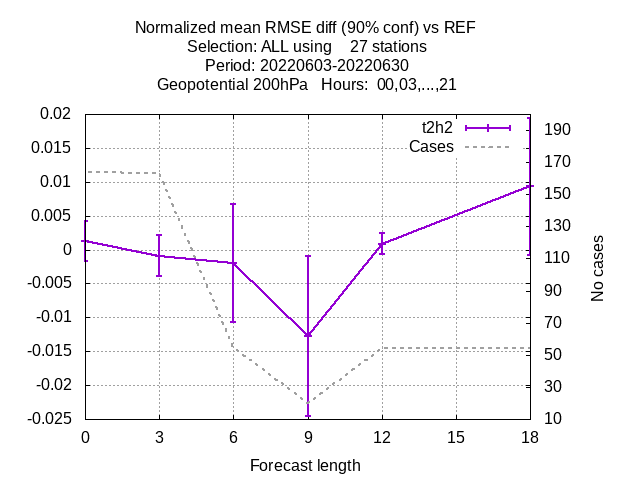 Normalized mean RMSE diff (90% conf) vs REF
Selection: ALL using    27 stations
Period: 20220603-20220630
Geopotential 200hPa   Hours:  00,03,...,21
t2h2
Cases
0.02
0.015
0.01
0.005
0
-0.005
-0.01
-0.015
-0.02
-0.025
190
170
150
130
110
90
70
50
30
10
No cases
0 3 6 9 12 15 18
Forecast length